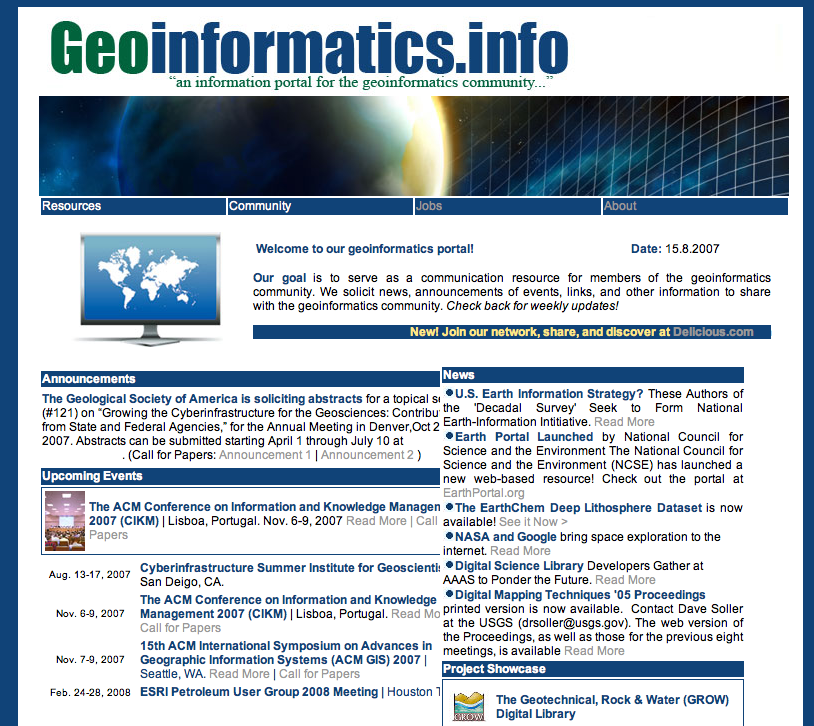 Geoinformatics.info
“an information portal for the geoinformatics community...”
Resources
Community
Jobs
About
Welcome to our geoinformatics portal!
Date: 15.8.2007
Our goal is to serve as a communication resource for members of the geoinformatics
community. We solicit news, announcements of events, links, and other information to share
with the geoinformatics community. Check back for weekly updates!
New! Join our network, share, and discover at Delicious.com
Announcements
The Geological Society of America is soliciting abstracts for a topical se
(#121) on “Growing the Cyberinfrastructure for the Geosciences: Contribut
from State and Federal Agencies,” for the Annual Meeting in Denver,Oct 2
2007. Abstracts can be submitted starting April 1 through July 10 at
. (Call for Papers: Announcement 1 | Announcement 2 )
Upcoming Events
The ACM Conference on Information and Knowledge Managem
2007 (CIKM) | Lisboa, Portugal. Nov. 6-9, 2007 Read More | Call
Papers
Aug. 13-17, 2007
Cyberinfrastructure Summer Institute for Geoscientis
San Deigo, CA.
Nov. 6-9, 2007
The ACM Conference on Information and Knowledge
Management 2007 (CIKM) | Lisboa, Portugal. Read Mo
Call for Papers
Nov. 7-9, 2007
15th ACM International Symposium on Advances in
Geographic Information Systems (ACM GIS) 2007 |
Seattle, WA. Read More | Call for Papers
Feb. 24-28, 2008
ESRI Petroleum User Group 2008 Meeting | Houston T
News
U.S. Earth Information Strategy? These Authors of
the 'Decadal Survey' Seek to Form National
Earth-Information Intitiative. Read More
Earth Portal Launched by National Council for
Science and the Environment The National Council for
Science and the Environment (NCSE) has launched a
new web-based resource! Check out the portal at
EarthPortal.org
The EarthChem Deep Lithosphere Dataset is now
available! See it Now >
NASA and Google bring space exploration to the
internet. Read More
Digital Science Library Developers Gather at
AAAS to Ponder the Future. Read More
Digital Mapping Techniques '05 Proceedings
printed version is now available. Contact Dave Soller
at the USGS (drsoller@usgs.gov). The web version of
the Proceedings, as well as those for the previous eight
meetings, is available Read More
Project Showcase
GROW
The Geotechnical, Rock & Water (GROW)
Digital Library